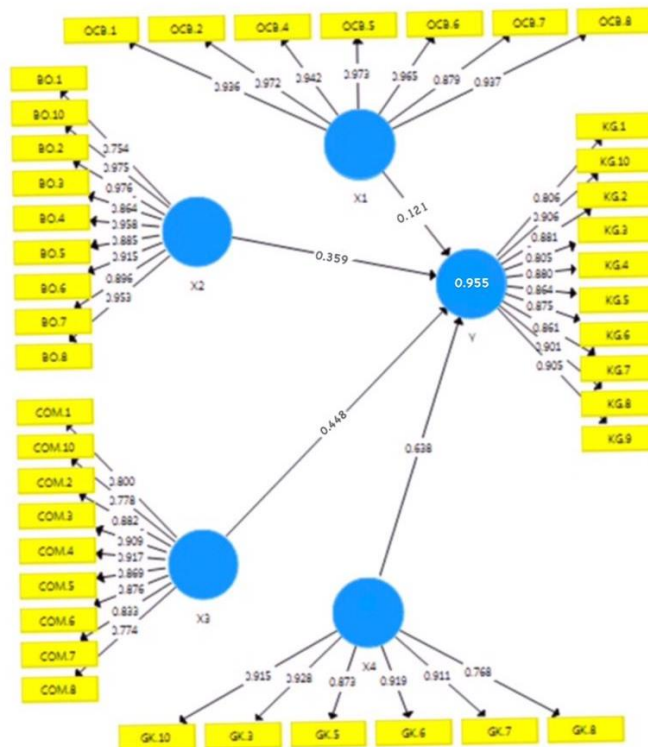 OCB.1
OCB.2
OCB.4
OCB.5
OCB.6
OCB.7
OCB.8
0.936
0.972
0.942
0.973
0.965
0.879
0.937
X1
0.121
BO.1
BO.10
BO.2
BO.3
BO.4
BO.5
BO.6
BO.7
BO.8
0.754
0.975
0.976
0.864
0.958
0.885
0.915
0.896
0.953
X2
0.359
KG.1
KG.10
KG.2
KG.3
KG.4
KG.5
KG.6
KG.7
KG.8
KG.9
0.806
0.906
0.881
0.805
0.880
0.864
0.875
0.861
0.901
0.905
0.955
Y
COM.1
COM.10
COM.2
COM.3
COM.4
COM.5
COM.6
COM.7
COM.8
0.800
0.778
0.882
0.909
0.917
0.869
0.876
0.833
0.774
X3
0.448
0.638
X4
0.915
0.928
0.873
0.919
0.911
0.768
GK.10
GK.3
GK.5
GK.6
GK.7
GK.8